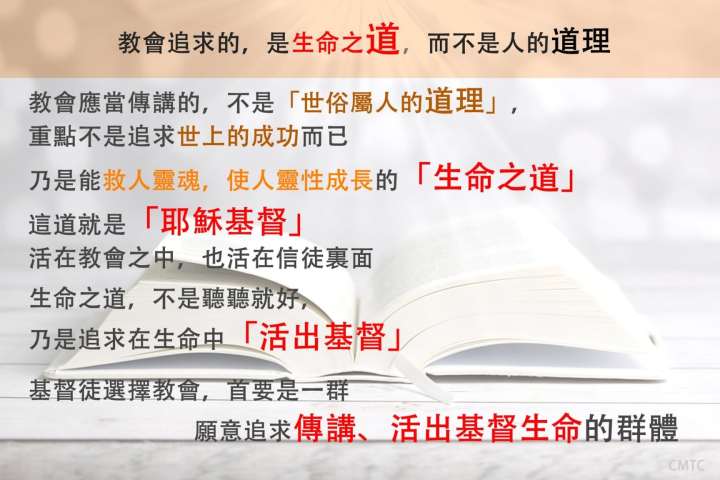 教會追求的，是生命之道，而不是人的道理
教會應當傳講的，不是「世俗屬人的道理」，
重點不是追求世上的成功而已
乃是能救人靈魂，使人靈性成長的「生命之道」
這道就是「耶穌基督」
活在教會之中，也活在信徒裏面
生命之道，不是聽聽就好，
乃是追求在生命中「活出基督」
基督徒選擇教會，首要是一群
願意追求傳講、活出基督生命的群體
CMTC